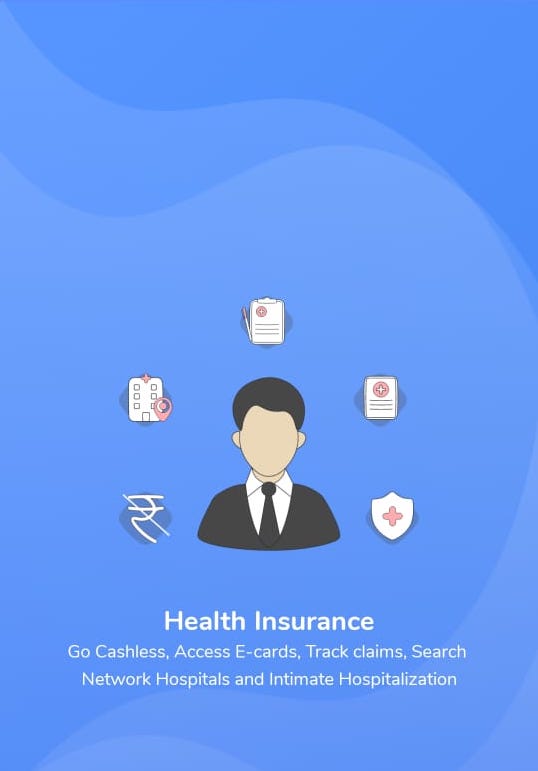 Health Insurance
Go Cashless, Access E-cards, Track claims, Search
Network Hospitals and Intimate Hospitalization